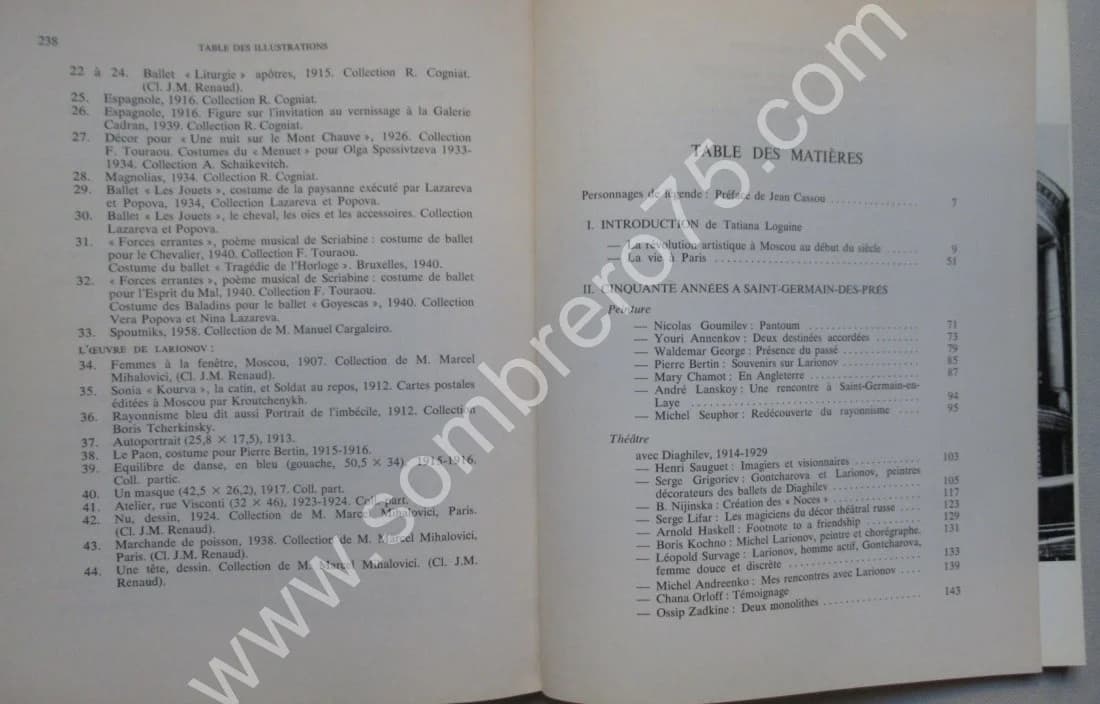 238
TABLE DES ILLUSTRATIONS
22 à 24. Ballet « Liturgie » apôtres, 1915. Collection R. Cogniat.
(Cl. J.M. Renaud).
25. Espagnole, 1916. Collection R. Cogniat.
26. Espagnole, 1916. Figure sur l'invitation au vernissage à la Galerie
Cadran, 1939. Collection R. Cogniat.
27. Décor pour « Une nuit sur le Mont Chauve », 1926. Collection
F. Touraou. Costumes du « Menuet » pour Olga Spessivtzeva 1933-
1934. Collection A. Schaikevitch.
28. Magnolias, 1934. Collection R. Cogniat.
29. Ballet « Les Jouets », costume de la paysanne exécuté par Lazareva
et Popova, 1934, Collection Lazareva et Popova.
30. Ballet « Les Jouets », le cheval, les oies et les accessoires. Collection
Lazareva et Popova.
31. « Forces errantes », poème musical de Scriabine : costume de ballet
pour le Chevalier, 1940. Collection F. Touraou.
Costume du ballet « Tragédie de l'Horloge ». Bruxelles, 1940.
32. « Forces errantes », poème musical de Scriabine : costume de ballet
pour l'Esprit du Mal, 1940. Collection F. Touraou.
Costume des Baladins pour le ballet « Goyescas », 1940. Collection
Vera Popova et Nina Lazareva.
33. Spoutniks, 1958. Collection de M. Manuel Cargaleiro.
L'ŒUVRE DE LARIONOV :
34. Femmes à la fenêtre, Moscou, 1907. Collection de M. Marcel
Mihalovici, (Cl. J.M. Renaud).
35. Sonia « Kourva », la catin, et Soldat au repos, 1912. Cartes postales
éditées à Moscou par Kroutchenykh.
36. Rayonnisme bleu dit aussi Portrait de l'imbécile, 1912. Collection
Boris Tcherkinsky.
37. Autoportrait (25,8 × 17,5), 1913.
38. Le Paon, costume pour Pierre Bertin, 1915-1916.
39. Equilibre de danse, en bleu (gouache, 50,5 × 34). 1915-1916.
Coll. partic.
40. Un masque (42,5 × 26,2), 1917. Coll. part.
41. Atelier, rue Visconti (32 × 46), 1923-1924. Coll. part.
42. Nu, dessin, 1924. Collection de M. Marcel Mihalovici, Paris.
(Cl. J.M. Renaud).
43. Marchande de poisson, 1938. Collection de M. Marcel Mihalovici,
Paris. (Cl. J.M. Renaud).
44. Une tête, dessin. Collection de M. Marcel Mihalovici. (Cl. J.M.
Renaud).
TABLE DES MATIÈRES
Personnages de légende : Préface de Jean Cassou 7
I. INTRODUCTION de Tatiana Loguine
— La révolution artistique à Moscou au début du siècle 9
— La vie à Paris 51
II. CINQUANTE ANNÉES A SAINT-GERMAIN-DES-PRÉS
Peinture
— Nicolas Goumilev : Pantoum 71
— Youri Annenkov : Deux destinées accordées 73
— Waldemar George : Présence du passé 79
— Pierre Bertin : Souvenirs sur Larionov 85
— Mary Chamot : En Angleterre 87
— André Lanskoy : Une rencontre à Saint-Germain-en-
Laye 94
— Michel Seuphor : Redécouverte du rayonnisme 95
Théâtre
avec Diaghilev, 1914-1929
— Henri Sauguet : Imagiers et visionnaires 103
— Serge Grigoriev : Gontcharova et Larionov, peintres
décorateurs des ballets de Diaghilev 105
— B. Nijinska : Création des « Noces » 117
— Serge Lifar : Les magiciens du décor théâtral russe 123
— Arnold Haskell : Footnote to a friendship 129
— Boris Kochno : Michel Larionov, peintre et chorégraphe. 131
— Léopold Survage : Larionov, homme actif, Gontcharova,
femme douce et discrète 133
— Michel Andreenko : Mes rencontres avec Larionov 139
— Chana Orloff : Témoignage
— Ossip Zadkine : Deux monolithes 143
www.sombrero75.com